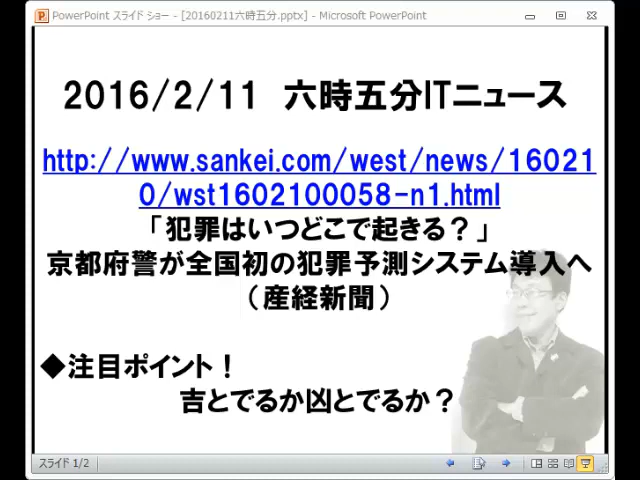 PowerPoint スライド ショー - [20160211六時五分.pptx] - Microsoft PowerPoint
2016/2/11 六時五分ITニュース
http://www.sankei.com/west/news/16021
0/wst1602100058-n1.html
「犯罪はいつどこで起きる？」
京都府警が全国初の犯罪予測システム導入へ
（産経新聞）
◆注目ポイント！
吉とでるか凶とでるか？
スライド 1/2